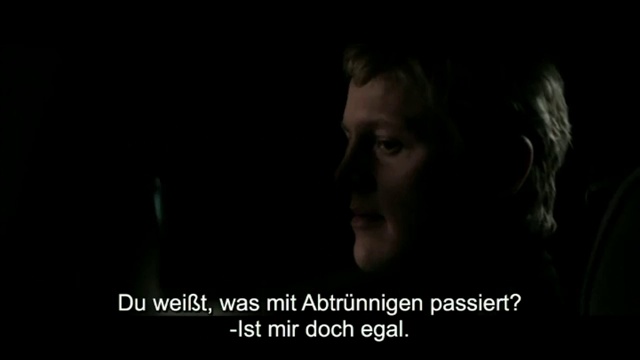 Du weißt, was mit Abtrünnigen passiert?
-Ist mir doch egal.